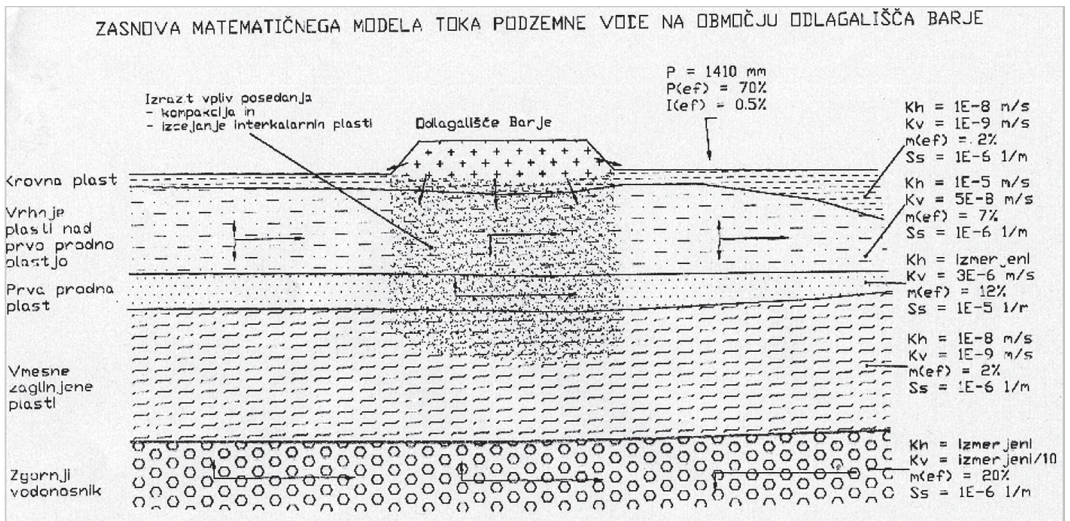 ZASNOVA MATEMATIČNEGA MODELA TOKA PODZEMNE VODE NA OBMOČJU ODLAGALIŠČA BARJE
P = 1410 mm
P(ef) = 70%
I(ef) = 0.5%
Izrazit vpliv posedanja
- kompakcija in
- izcejanje interkalarnih plasti
Odlagališče Barje
Krovna plast
Vrhnje
plasti nad
prvo prodno
plastjo
Prva prodna
plast
Vmesne
zaglinjene
plasti
Zgornji
vodonosnik
Kh = 1E-8 m/s
Kv = 1E-9 m/s
m(ef) = 2%
Ss = 1E-6 1/m
Kh = 1E-5 m/s
Kv = 5E-8 m/s
m(ef) = 7%
Ss = 1E-6 1/m
Kh = izmerjeni
Kv = 3E-6 m/s
m(ef) = 12%
Ss = 1E-5 1/m
Kh = 1E-8 m/s
Kv = 1E-9 m/s
m(ef) = 2%
Ss = 1E-6 1/m
Kh = izmerjeni
Kv = izmerjeni/10
m(ef) = 20%
Ss = 1E-6 1/m